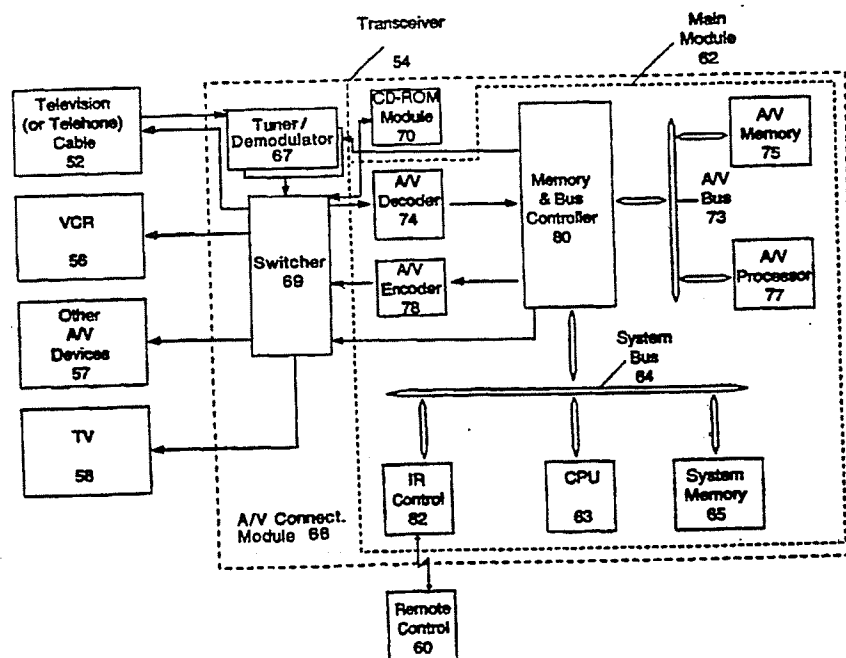 Transceiver
54
Main
Module
62
Television
(or Telehone)
Cable
52
Tuner/
Demodulator
67
CD-ROM
Module
70
Memory
& Bus
Controller
80
A/V
Memory
75
A/V
Bus
73
A/V
Decoder
74
VCR
56
Switcher
69
A/V
Encoder
78
A/V
Processor
77
Other
A/V
Devices
57
System
Bus
64
TV
58
IR
Control
82
CPU
63
System
Memory
65
A/V Connect.
Module 66
Remote
Control
60